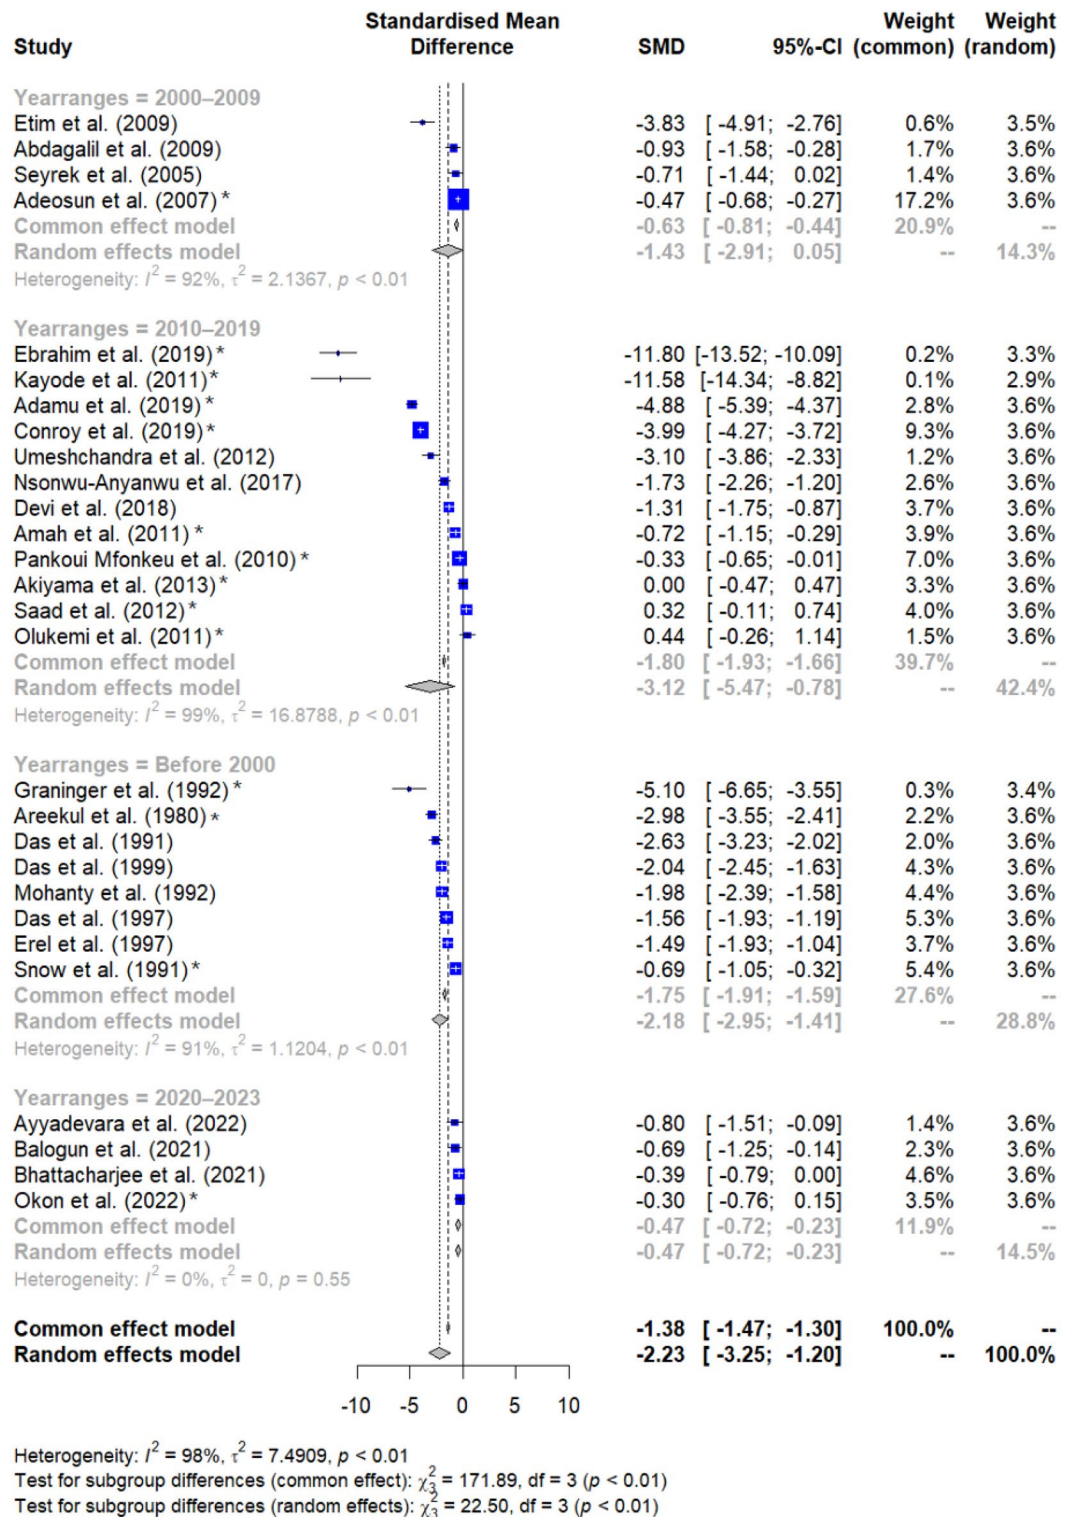 Study Standardised Mean Difference SMD 95%-CI Weight (common) Weight (random)
Yearranges = 2000–2009
Etim et al. (2009) -3.83 [ -4.91; -2.76] 0.6% 3.5%
Abdagalil et al. (2009) -0.93 [ -1.58; -0.28] 1.7% 3.6%
Seyrek et al. (2005) -0.71 [ -1.44; 0.02] 1.4% 3.6%
Adeosun et al. (2007) * -0.47 [ -0.68; -0.27] 17.2% 3.6%
Common effect model -0.63 [ -0.81; -0.44] 20.9% --
Random effects model -1.43 [ -2.91; 0.05] -- 14.3%
Heterogeneity: I² = 92%, τ² = 2.1367, p < 0.01
Yearranges = 2010–2019
Ebrahim et al. (2019) * -11.80 [-13.52; -10.09] 0.2% 3.3%
Kayode et al. (2011) * -11.58 [-14.34; -8.82] 0.1% 2.9%
Adamu et al. (2019) * -4.88 [ -5.39; -4.37] 2.8% 3.6%
Conroy et al. (2019) * -3.99 [ -4.27; -3.72] 9.3% 3.6%
Umeshchandra et al. (2012) -3.10 [ -3.86; -2.33] 1.2% 3.6%
Nsonwu-Anyanwu et al. (2017) -1.73 [ -2.26; -1.20] 2.6% 3.6%
Devi et al. (2018) -1.31 [ -1.75; -0.87] 3.7% 3.6%
Amah et al. (2011) * -0.72 [ -1.15; -0.29] 3.9% 3.6%
Pankoui Mfonkeu et al. (2010) * -0.33 [ -0.65; -0.01] 7.0% 3.6%
Akiyama et al. (2013) * 0.00 [ -0.47; 0.47] 3.3% 3.6%
Saad et al. (2012) * 0.32 [ -0.11; 0.74] 4.0% 3.6%
Olukemi et al. (2011) * 0.44 [ -0.26; 1.14] 1.5% 3.6%
Common effect model -1.80 [ -1.93; -1.66] 39.7% --
Random effects model -3.12 [ -5.47; -0.78] -- 42.4%
Heterogeneity: I² = 99%, τ² = 16.8788, p < 0.01
Yearranges = Before 2000
Graninger et al. (1992) * -5.10 [ -6.65; -3.55] 0.3% 3.4%
Areekul et al. (1980) * -2.98 [ -3.55; -2.41] 2.2% 3.6%
Das et al. (1991) -2.63 [ -3.23; -2.02] 2.0% 3.6%
Das et al. (1999) -2.04 [ -2.45; -1.63] 4.3% 3.6%
Mohanty et al. (1992) -1.98 [ -2.39; -1.58] 4.4% 3.6%
Das et al. (1997) -1.56 [ -1.93; -1.19] 5.3% 3.6%
Erel et al. (1997) -1.49 [ -1.93; -1.04] 3.7% 3.6%
Snow et al. (1991) * -0.69 [ -1.05; -0.32] 5.4% 3.6%
Common effect model -1.75 [ -1.91; -1.59] 27.6% --
Random effects model -2.18 [ -2.95; -1.41] -- 28.8%
Heterogeneity: I² = 91%, τ² = 1.1204, p < 0.01
Yearranges = 2020–2023
Ayyadevara et al. (2022) -0.80 [ -1.51; -0.09] 1.4% 3.6%
Balogun et al. (2021) -0.69 [ -1.25; -0.14] 2.3% 3.6%
Bhattacharjee et al. (2021) -0.39 [ -0.79; 0.00] 4.6% 3.6%
Okon et al. (2022) * -0.30 [ -0.76; 0.15] 3.5% 3.6%
Common effect model -0.47 [ -0.72; -0.23] 11.9% --
Random effects model -0.47 [ -0.72; -0.23] -- 14.5%
Heterogeneity: I² = 0%, τ² = 0, p = 0.55
Common effect model -1.38 [ -1.47; -1.30] 100.0% --
Random effects model -2.23 [ -3.25; -1.20] -- 100.0%
-10 -5 0 5 10
Heterogeneity: I² = 98%, τ² = 7.4909, p < 0.01
Test for subgroup differences (common effect): χ²₃ = 171.89, df = 3 (p < 0.01)
Test for subgroup differences (random effects): χ²₃ = 22.50, df = 3 (p < 0.01)